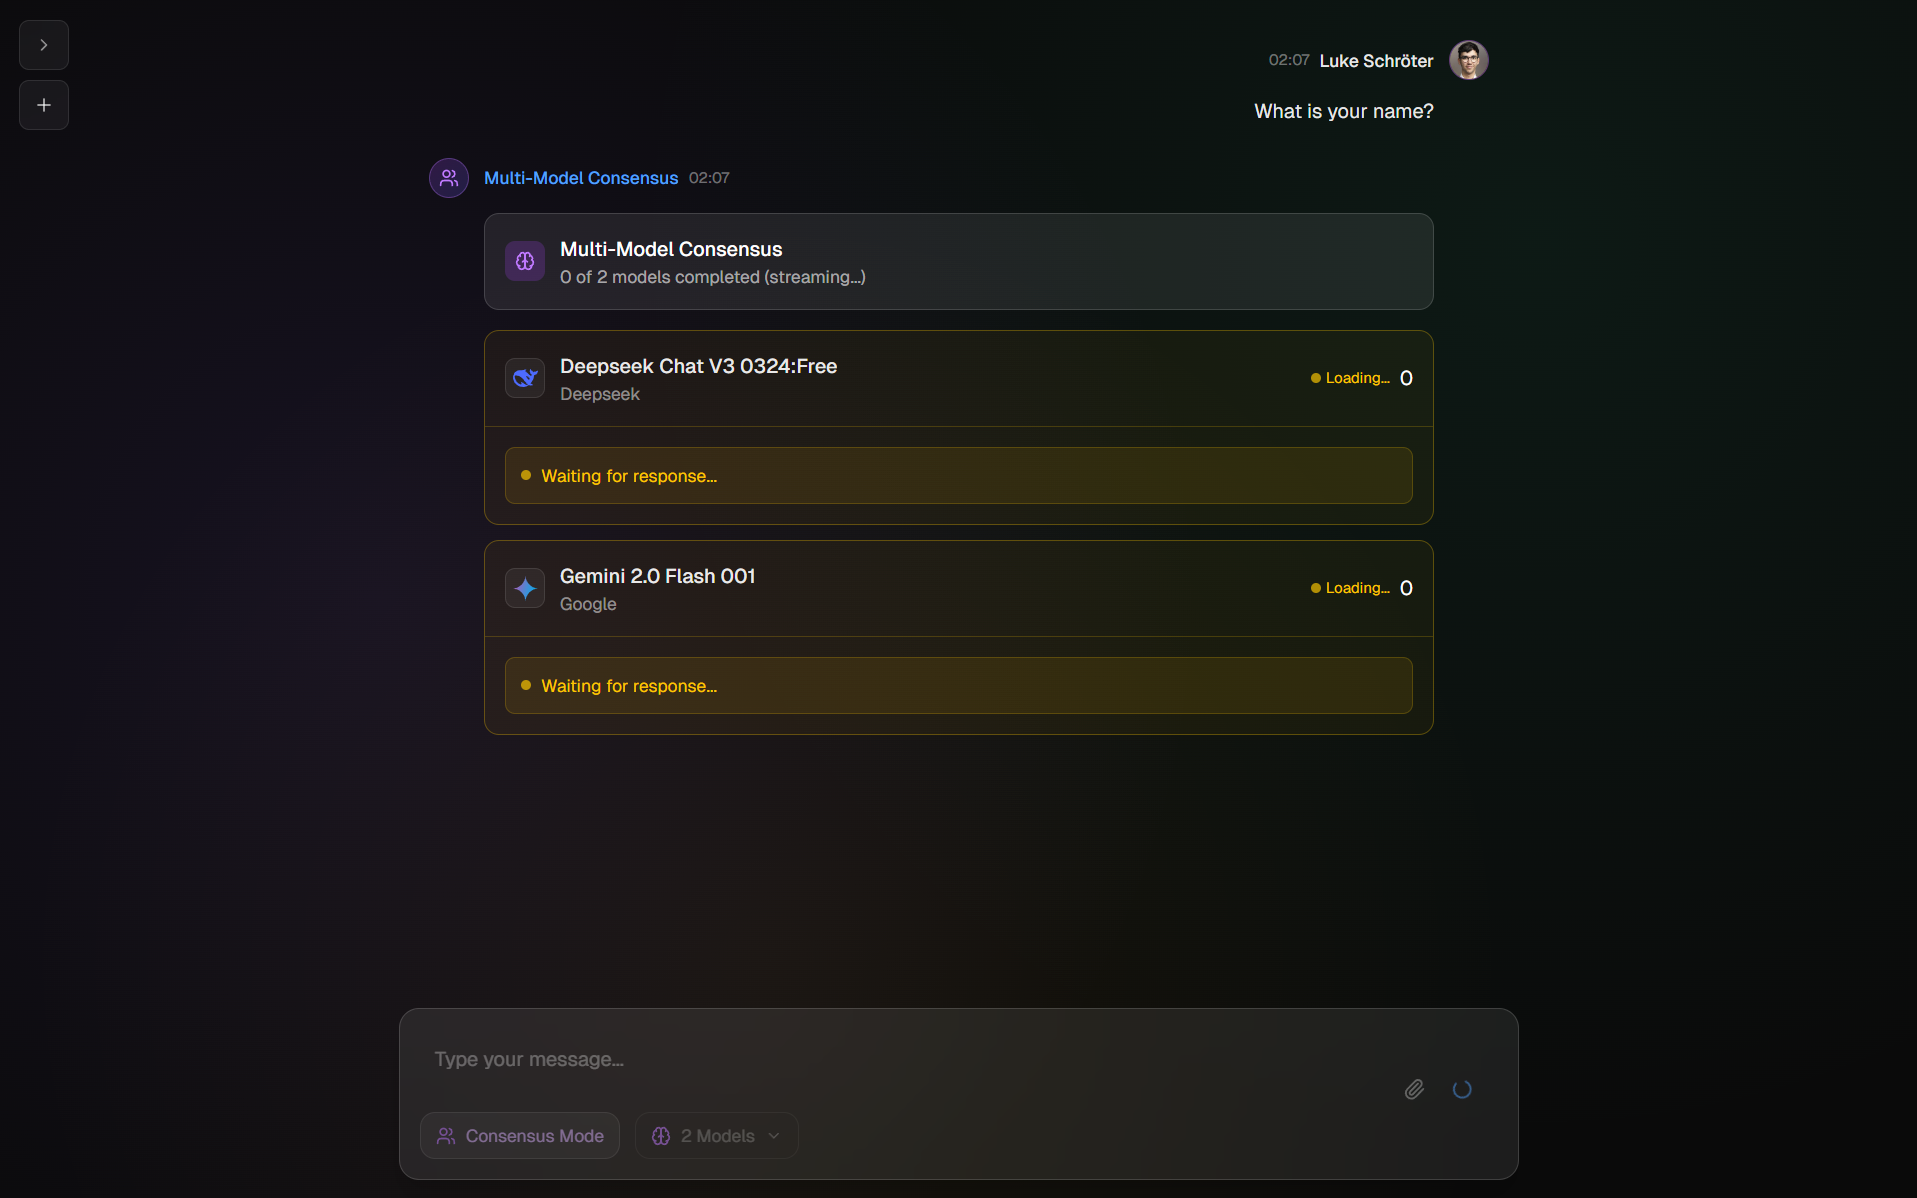 02:07 Luke Schröter
What is your name?
Multi-Model Consensus 02:07
Multi-Model Consensus
0 of 2 models completed (streaming...)
Deepseek Chat V3 0324:Free
Deepseek
Loading... 0
Waiting for response...
Gemini 2.0 Flash 001
Google
Loading... 0
Waiting for response...
Type your message...
Consensus Mode
2 Models